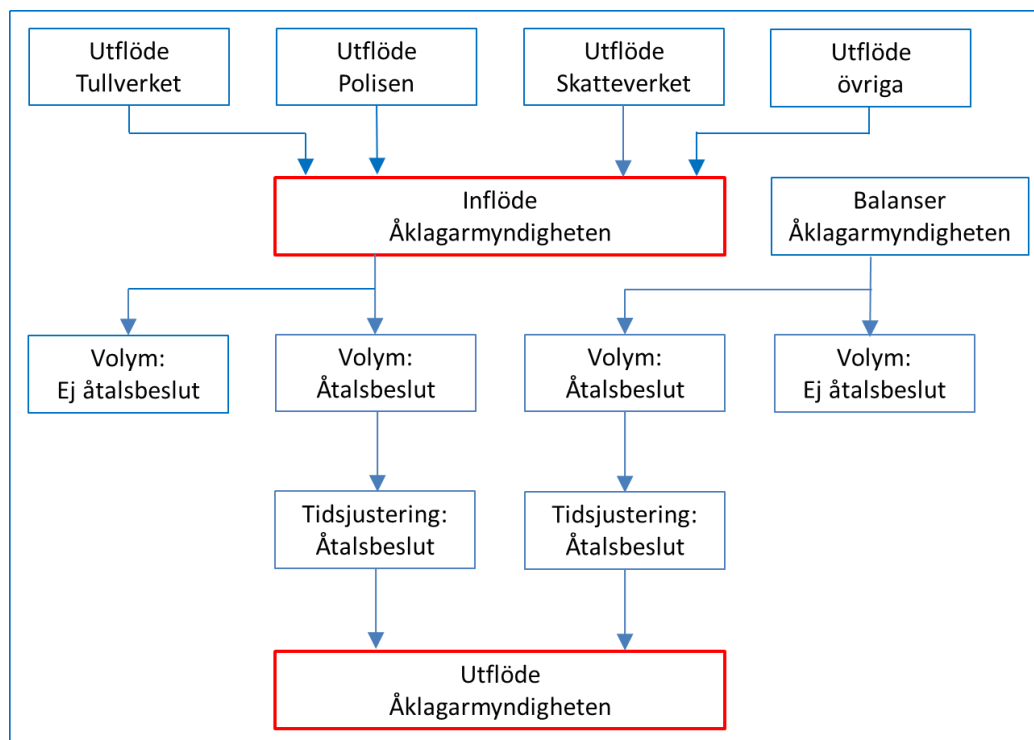 Utflöde
Tullverket
Utflöde
Polisen
Utflöde
Skatteverket
Utflöde
övriga
Inflöde
Åklagarmyndigheten
Balanser
Åklagarmyndigheten
Volym:
Ej åtalsbeslut
Volym:
Åtalsbeslut
Volym:
Åtalsbeslut
Volym:
Ej åtalsbeslut
Tidsjustering:
Åtalsbeslut
Tidsjustering:
Åtalsbeslut
Utflöde
Åklagarmyndigheten